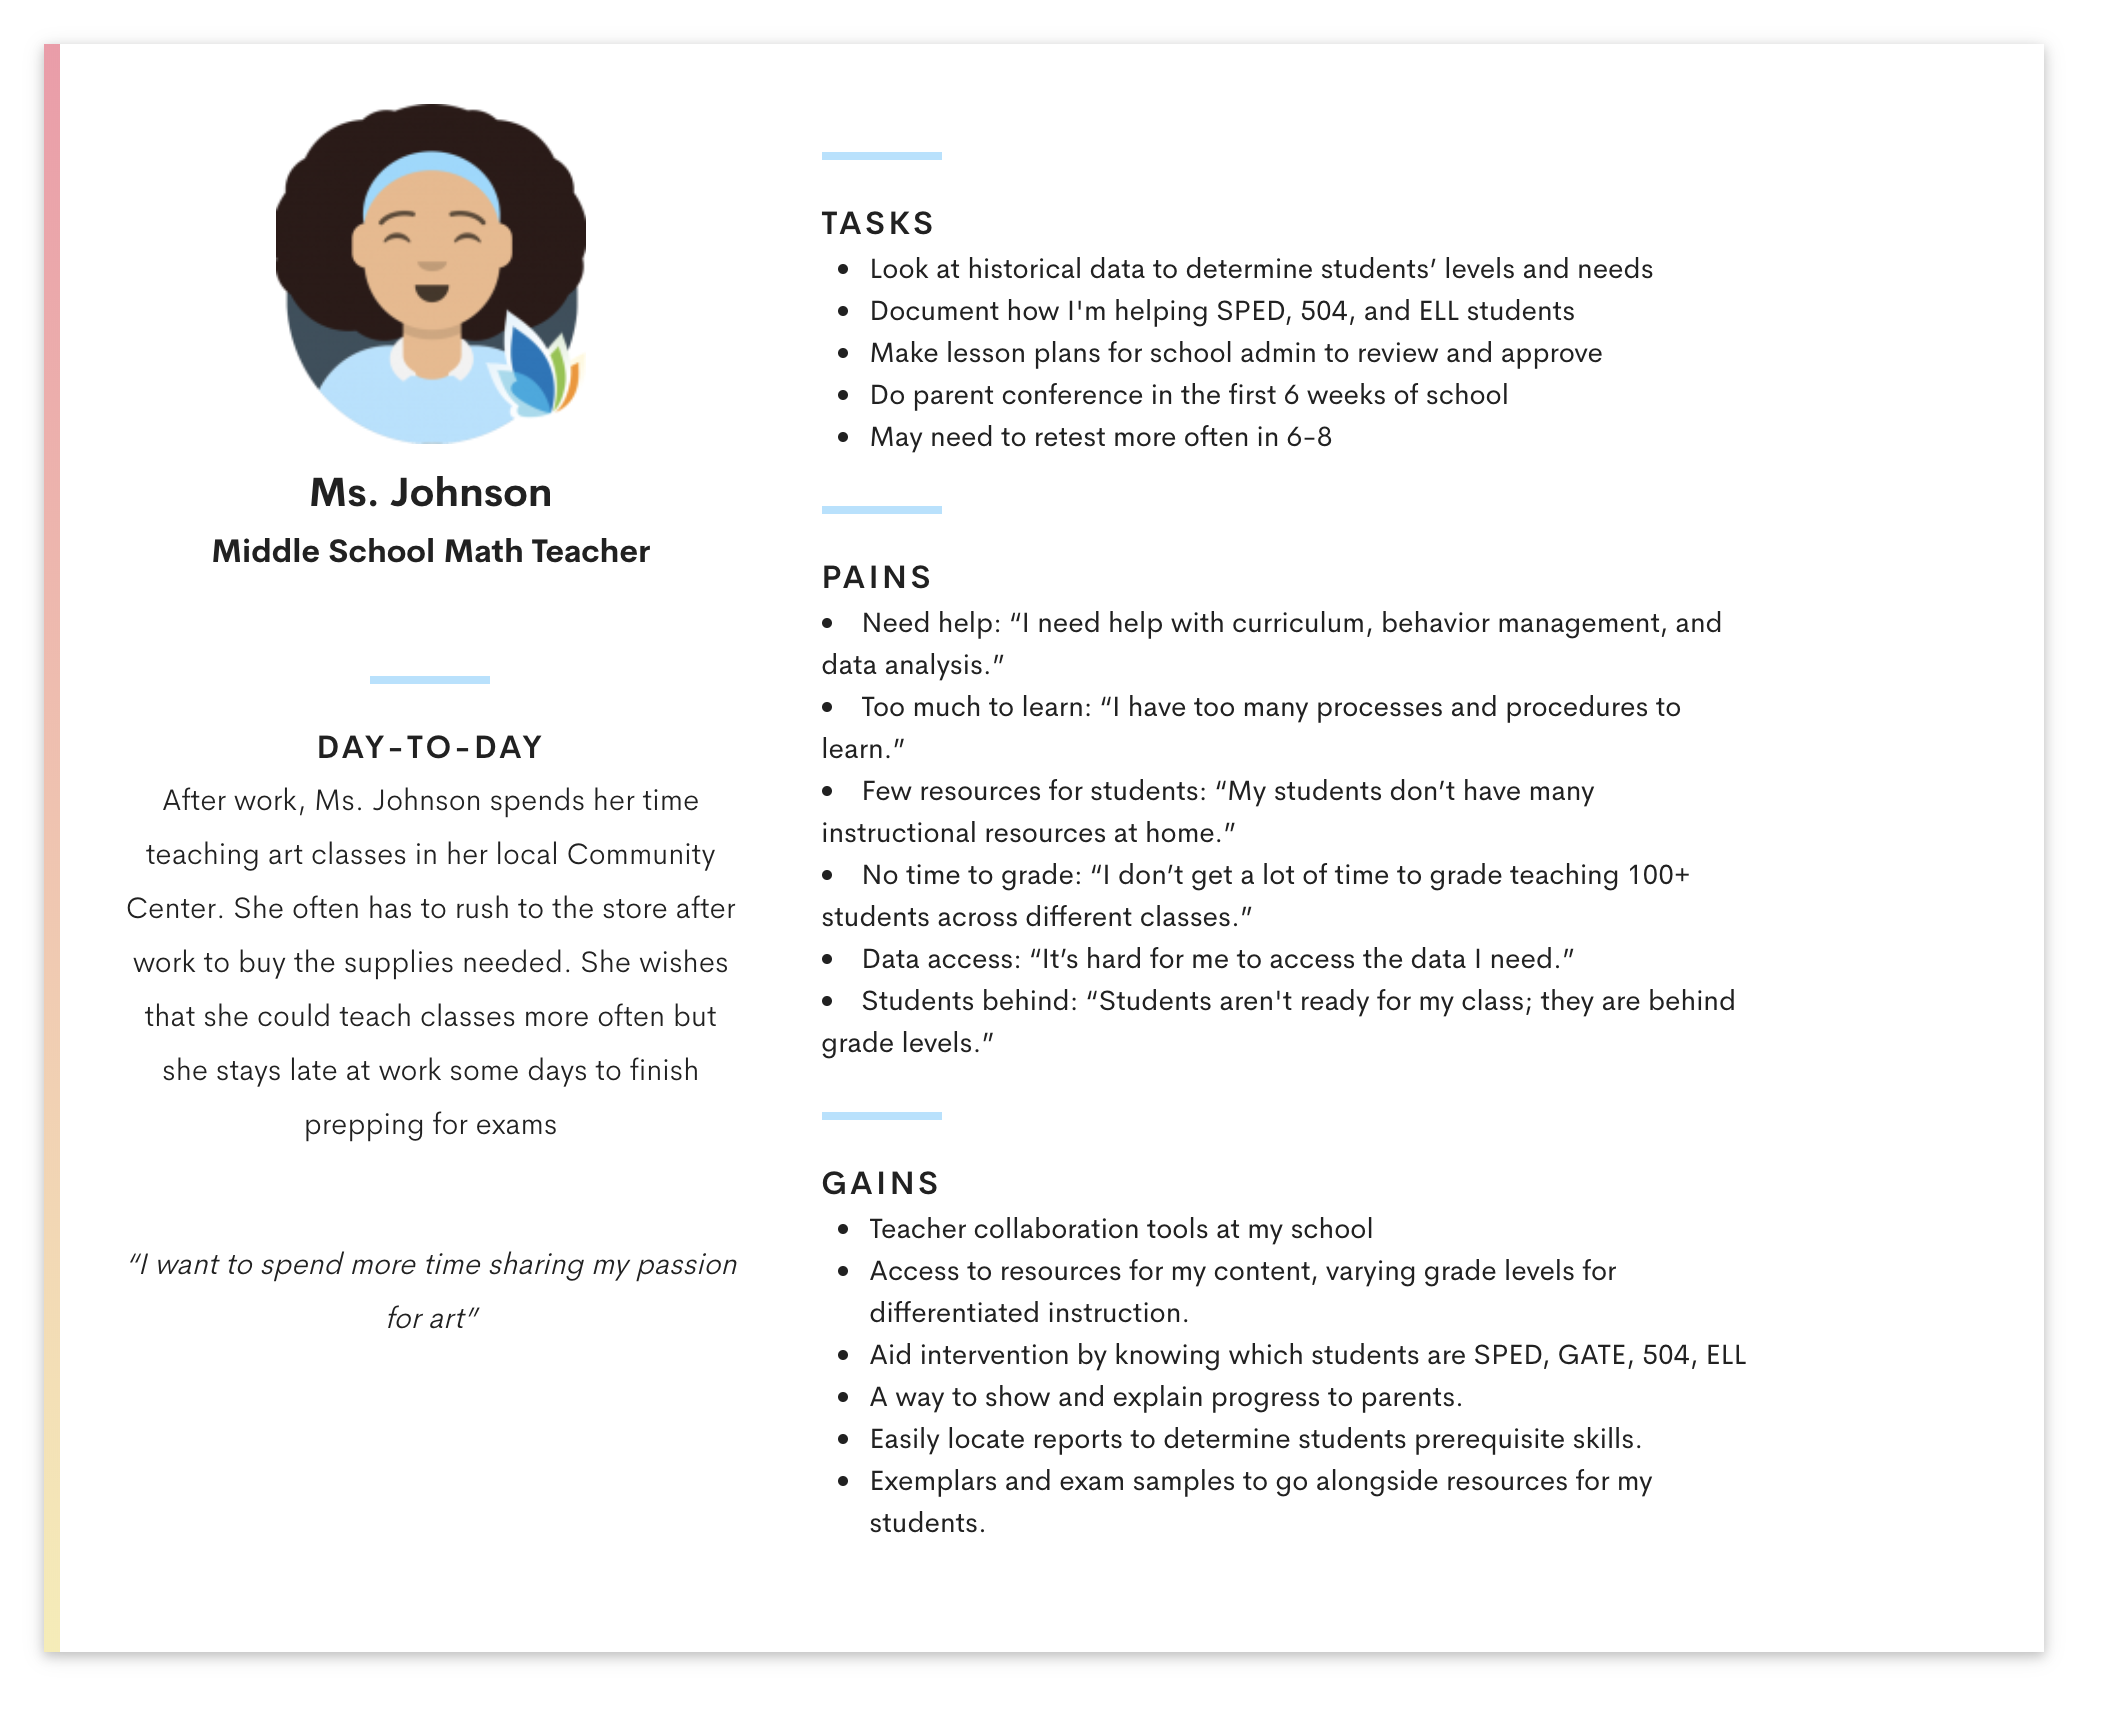 Ms. Johnson
Middle School Math Teacher
DAY-TO-DAY
After work, Ms. Johnson spends her time
teaching art classes in her local Community
Center. She often has to rush to the store after
work to buy the supplies needed. She wishes
that she could teach classes more often but
she stays late at work some days to finish
prepping for exams
“I want to spend more time sharing my passion
for art”
TASKS
• Look at historical data to determine students’ levels and needs
• Document how I'm helping SPED, 504, and ELL students
• Make lesson plans for school admin to review and approve
• Do parent conference in the first 6 weeks of school
• May need to retest more often in 6-8
PAINS
• Need help: “I need help with curriculum, behavior management, and
data analysis.”
• Too much to learn: “I have too many processes and procedures to
learn.”
• Few resources for students: “My students don’t have many
instructional resources at home.”
• No time to grade: “I don’t get a lot of time to grade teaching 100+
students across different classes.”
• Data access: “It’s hard for me to access the data I need.”
• Students behind: “Students aren't ready for my class; they are behind
grade levels.”
GAINS
• Teacher collaboration tools at my school
• Access to resources for my content, varying grade levels for
differentiated instruction.
• Aid intervention by knowing which students are SPED, GATE, 504, ELL
• A way to show and explain progress to parents.
• Easily locate reports to determine students prerequisite skills.
• Exemplars and exam samples to go alongside resources for my
students.